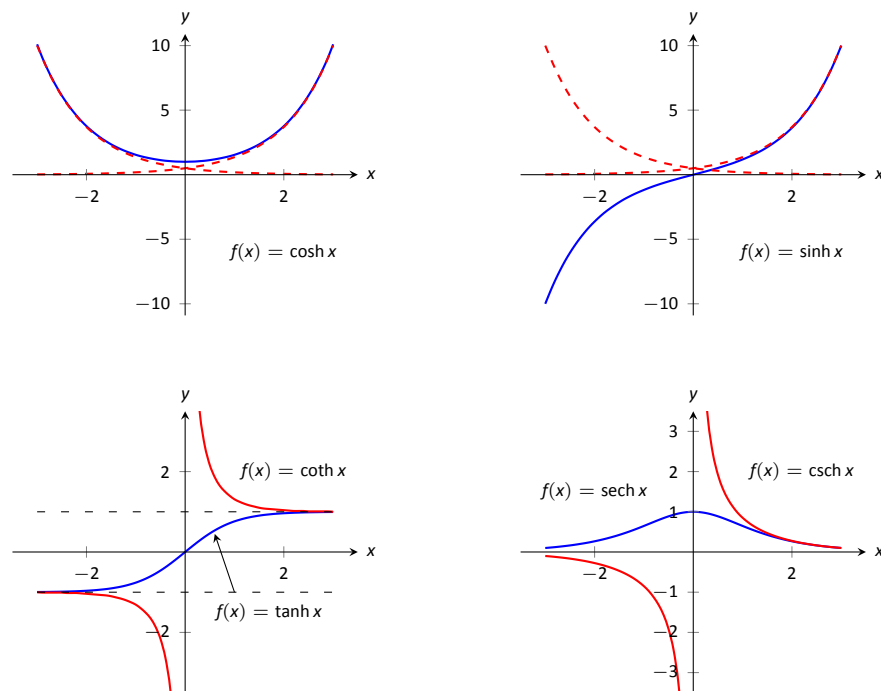 y
10
5
−2
2
x
−5
f(x) = cosh x
−10
y
10
5
−2
2
x
−5
f(x) = sinh x
−10
y
2
f(x) = coth x
−2
2
x
f(x) = tanh x
−2
y
3
2
f(x) = csch x
f(x) = sech x
1
−2
2
x
−1
−2
−3